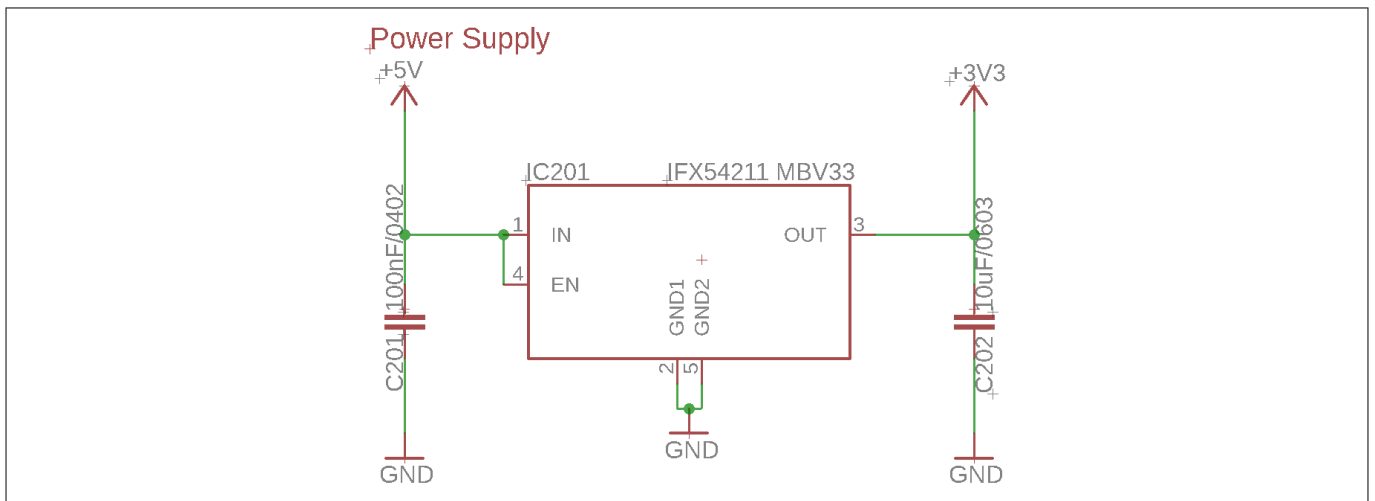 Power Supply
+5V
+3V3
IC201
IFX54211 MBV33
100nF/0402
1
IN
OUT
3
10uF/0603
4
EN
GND1
GND2
C201
2
5
C202
GND
GND
GND